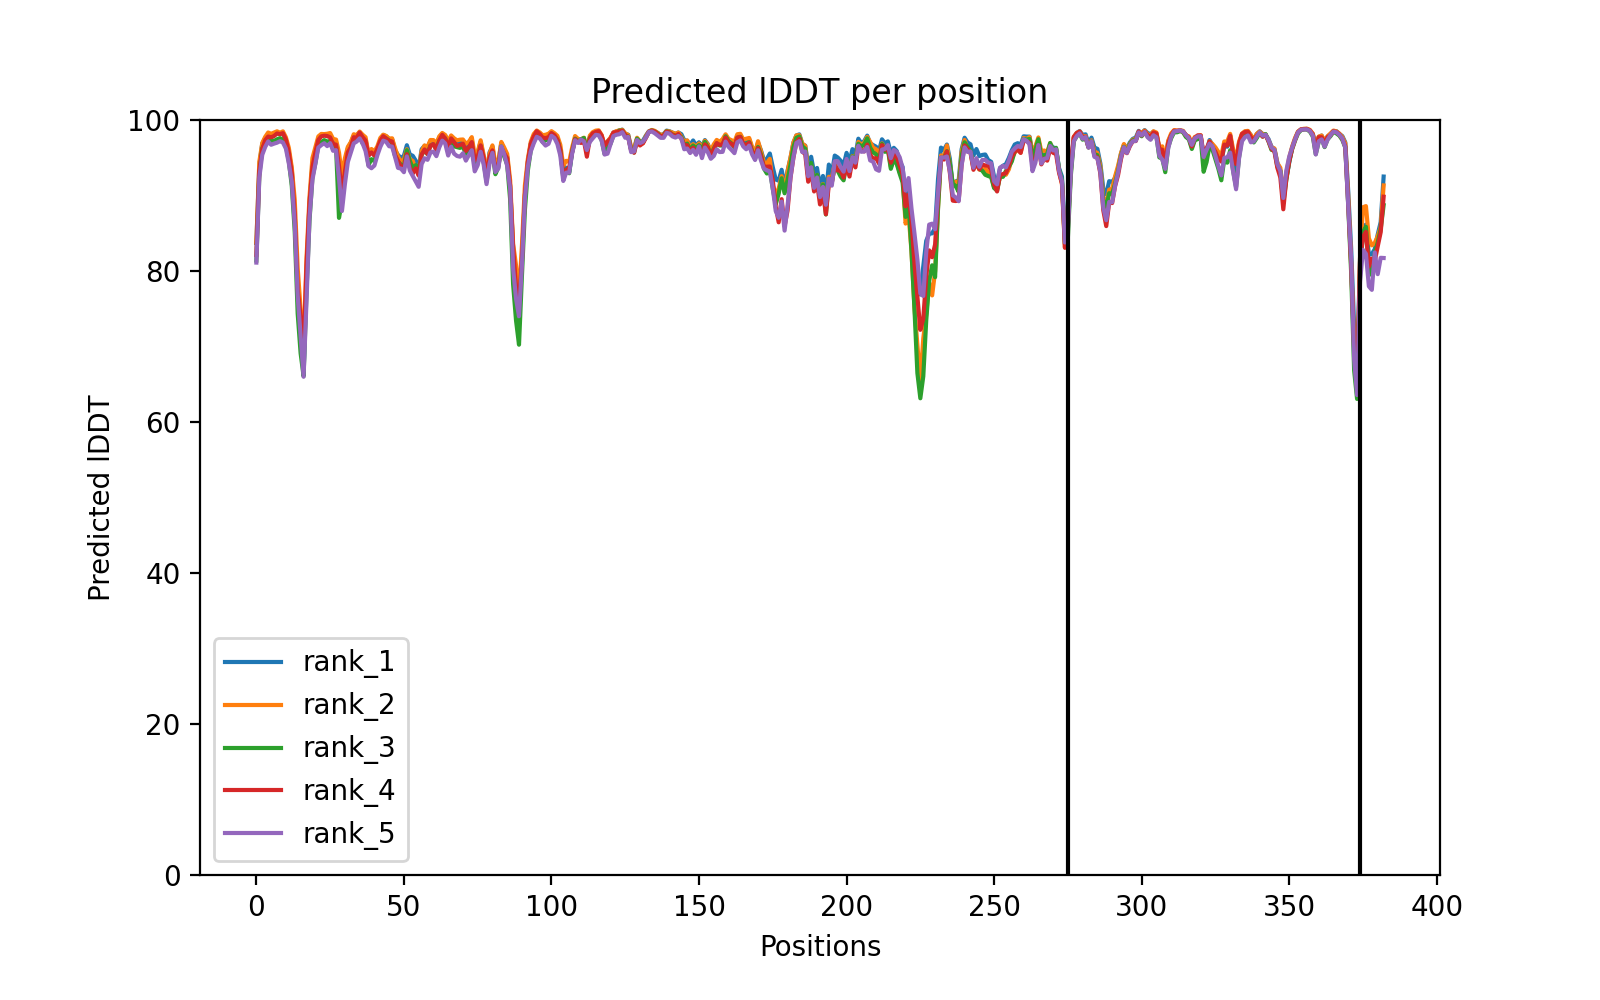 Predicted lDDT per position
100
80
60
40
20
0
Predicted lDDT
rank_1
rank_2
rank_3
rank_4
rank_5
0 50 100 150 200 250 300 350 400
Positions